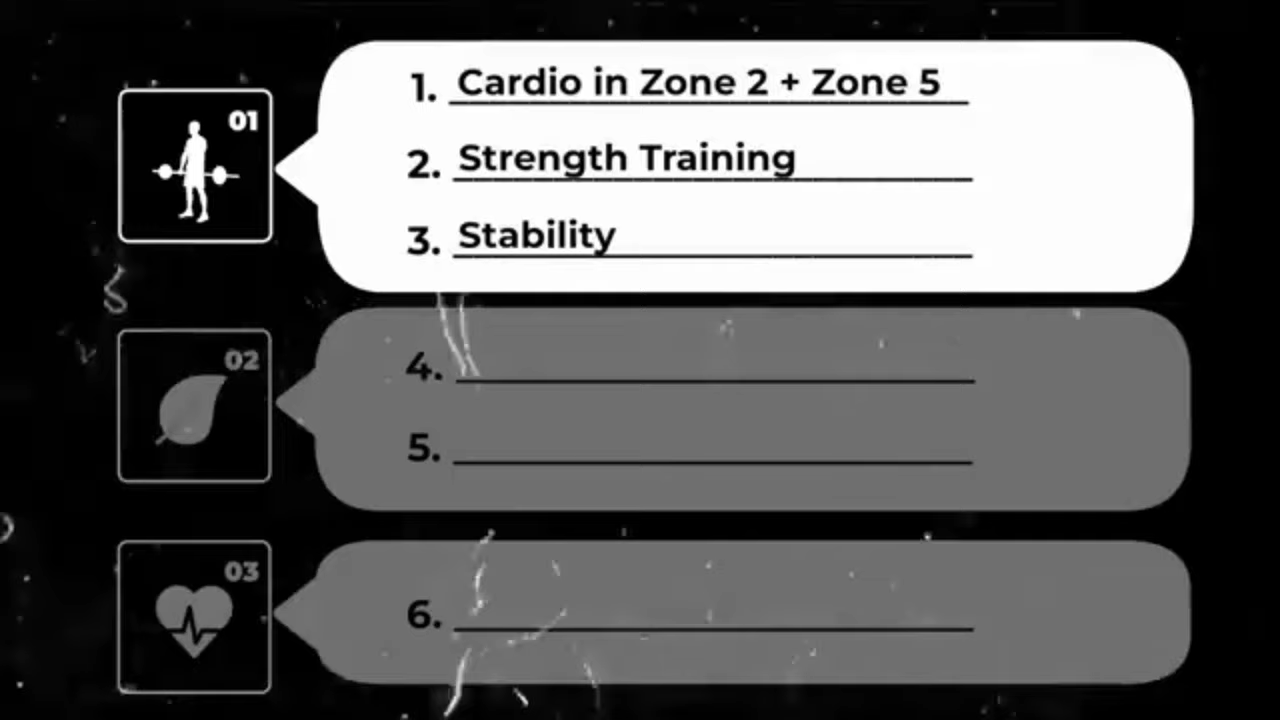 01
1. Cardio in Zone 2 + Zone 5
2. Strength Training
3. Stability
02
4.
5.
03
6.